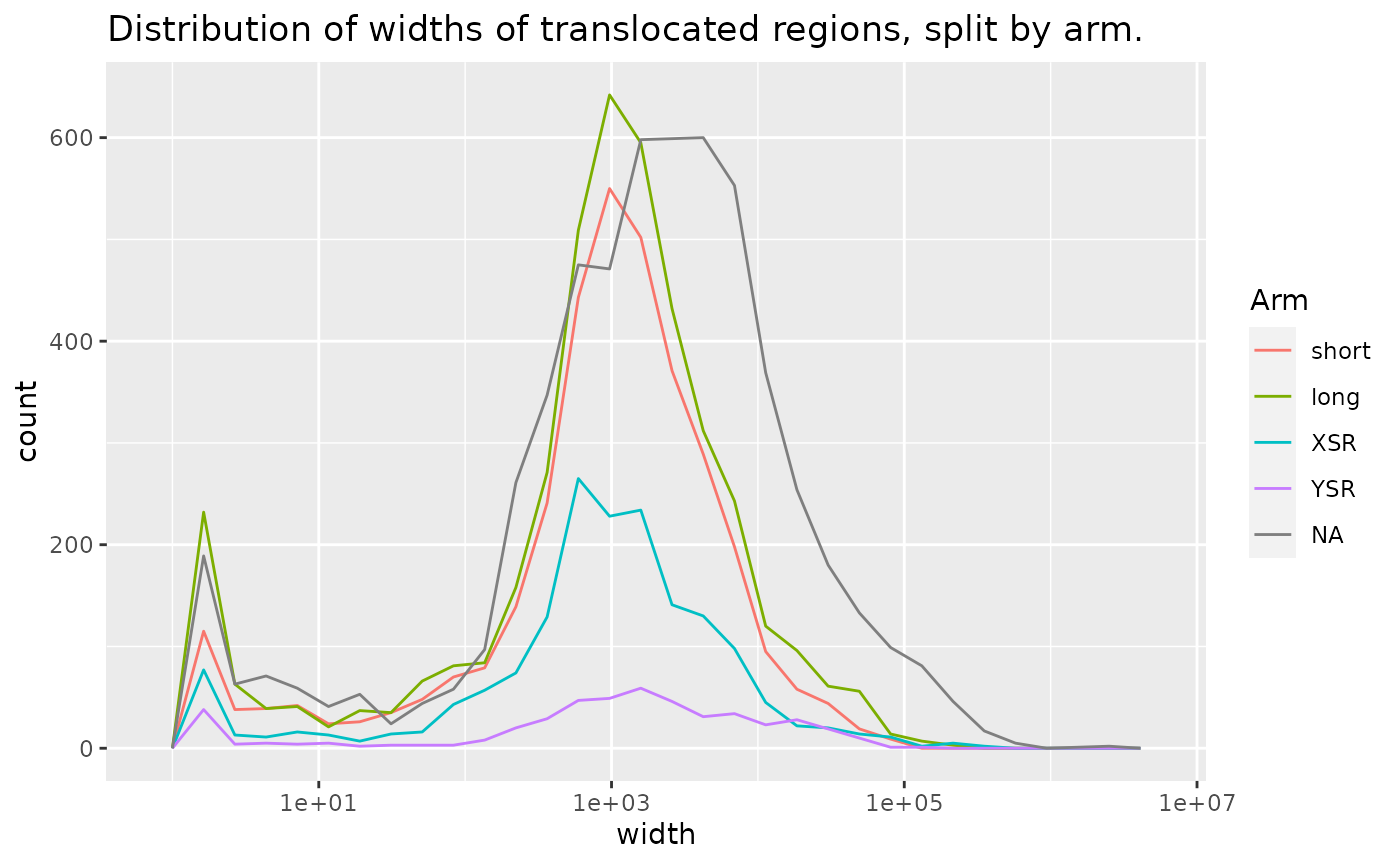 Distribution of widths of translocated regions, split by arm.
count
600
400
200
0
1e+01
1e+03
1e+05
1e+07
width
Arm
short
long
XSR
YSR
NA